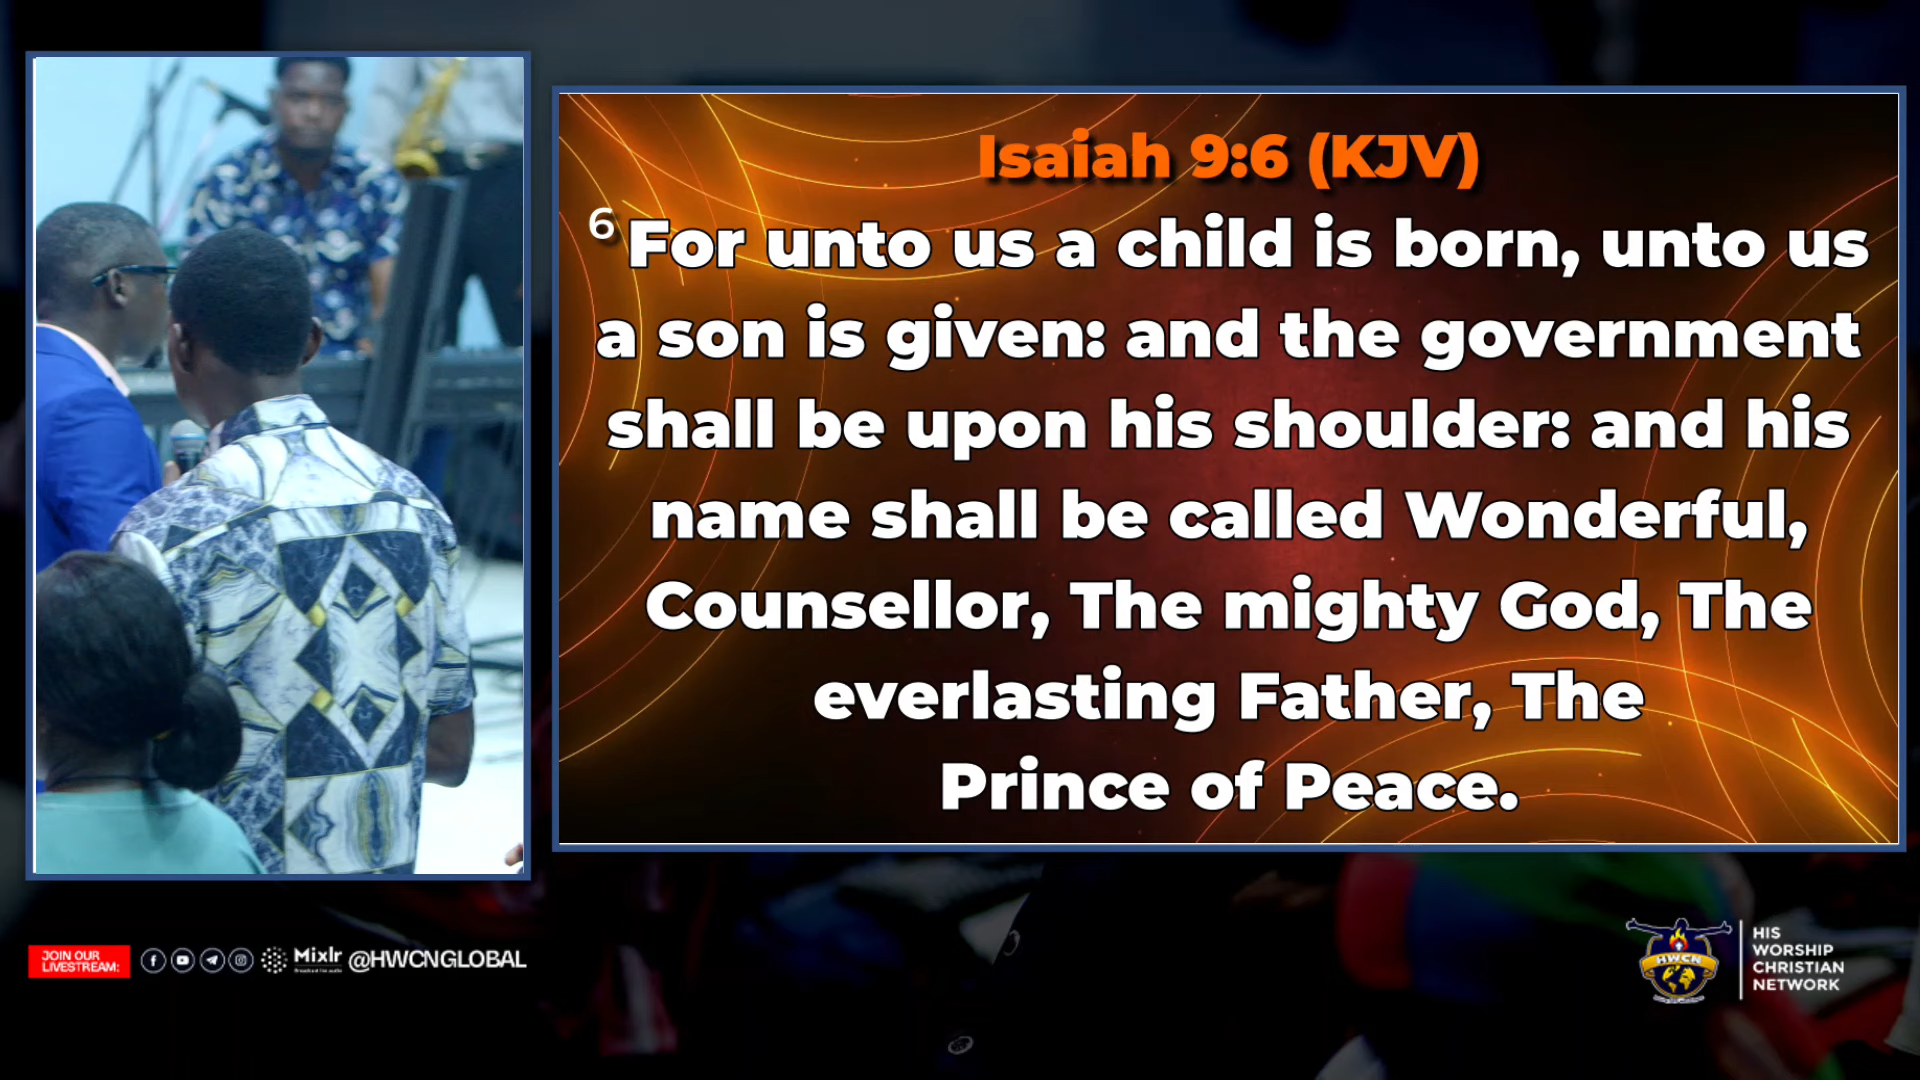 Isaiah 9:6 (KJV)
6 For unto us a child is born, unto us
a son is given: and the government
shall be upon his shoulder: and his
name shall be called Wonderful,
Counsellor, The mighty God, The
everlasting Father, The
Prince of Peace.
JOIN OUR
LIVESTREAM:
Mixlr
@HWCNGLOBAL
HWCN
HIS
WORSHIP
CHRISTIAN
NETWORK